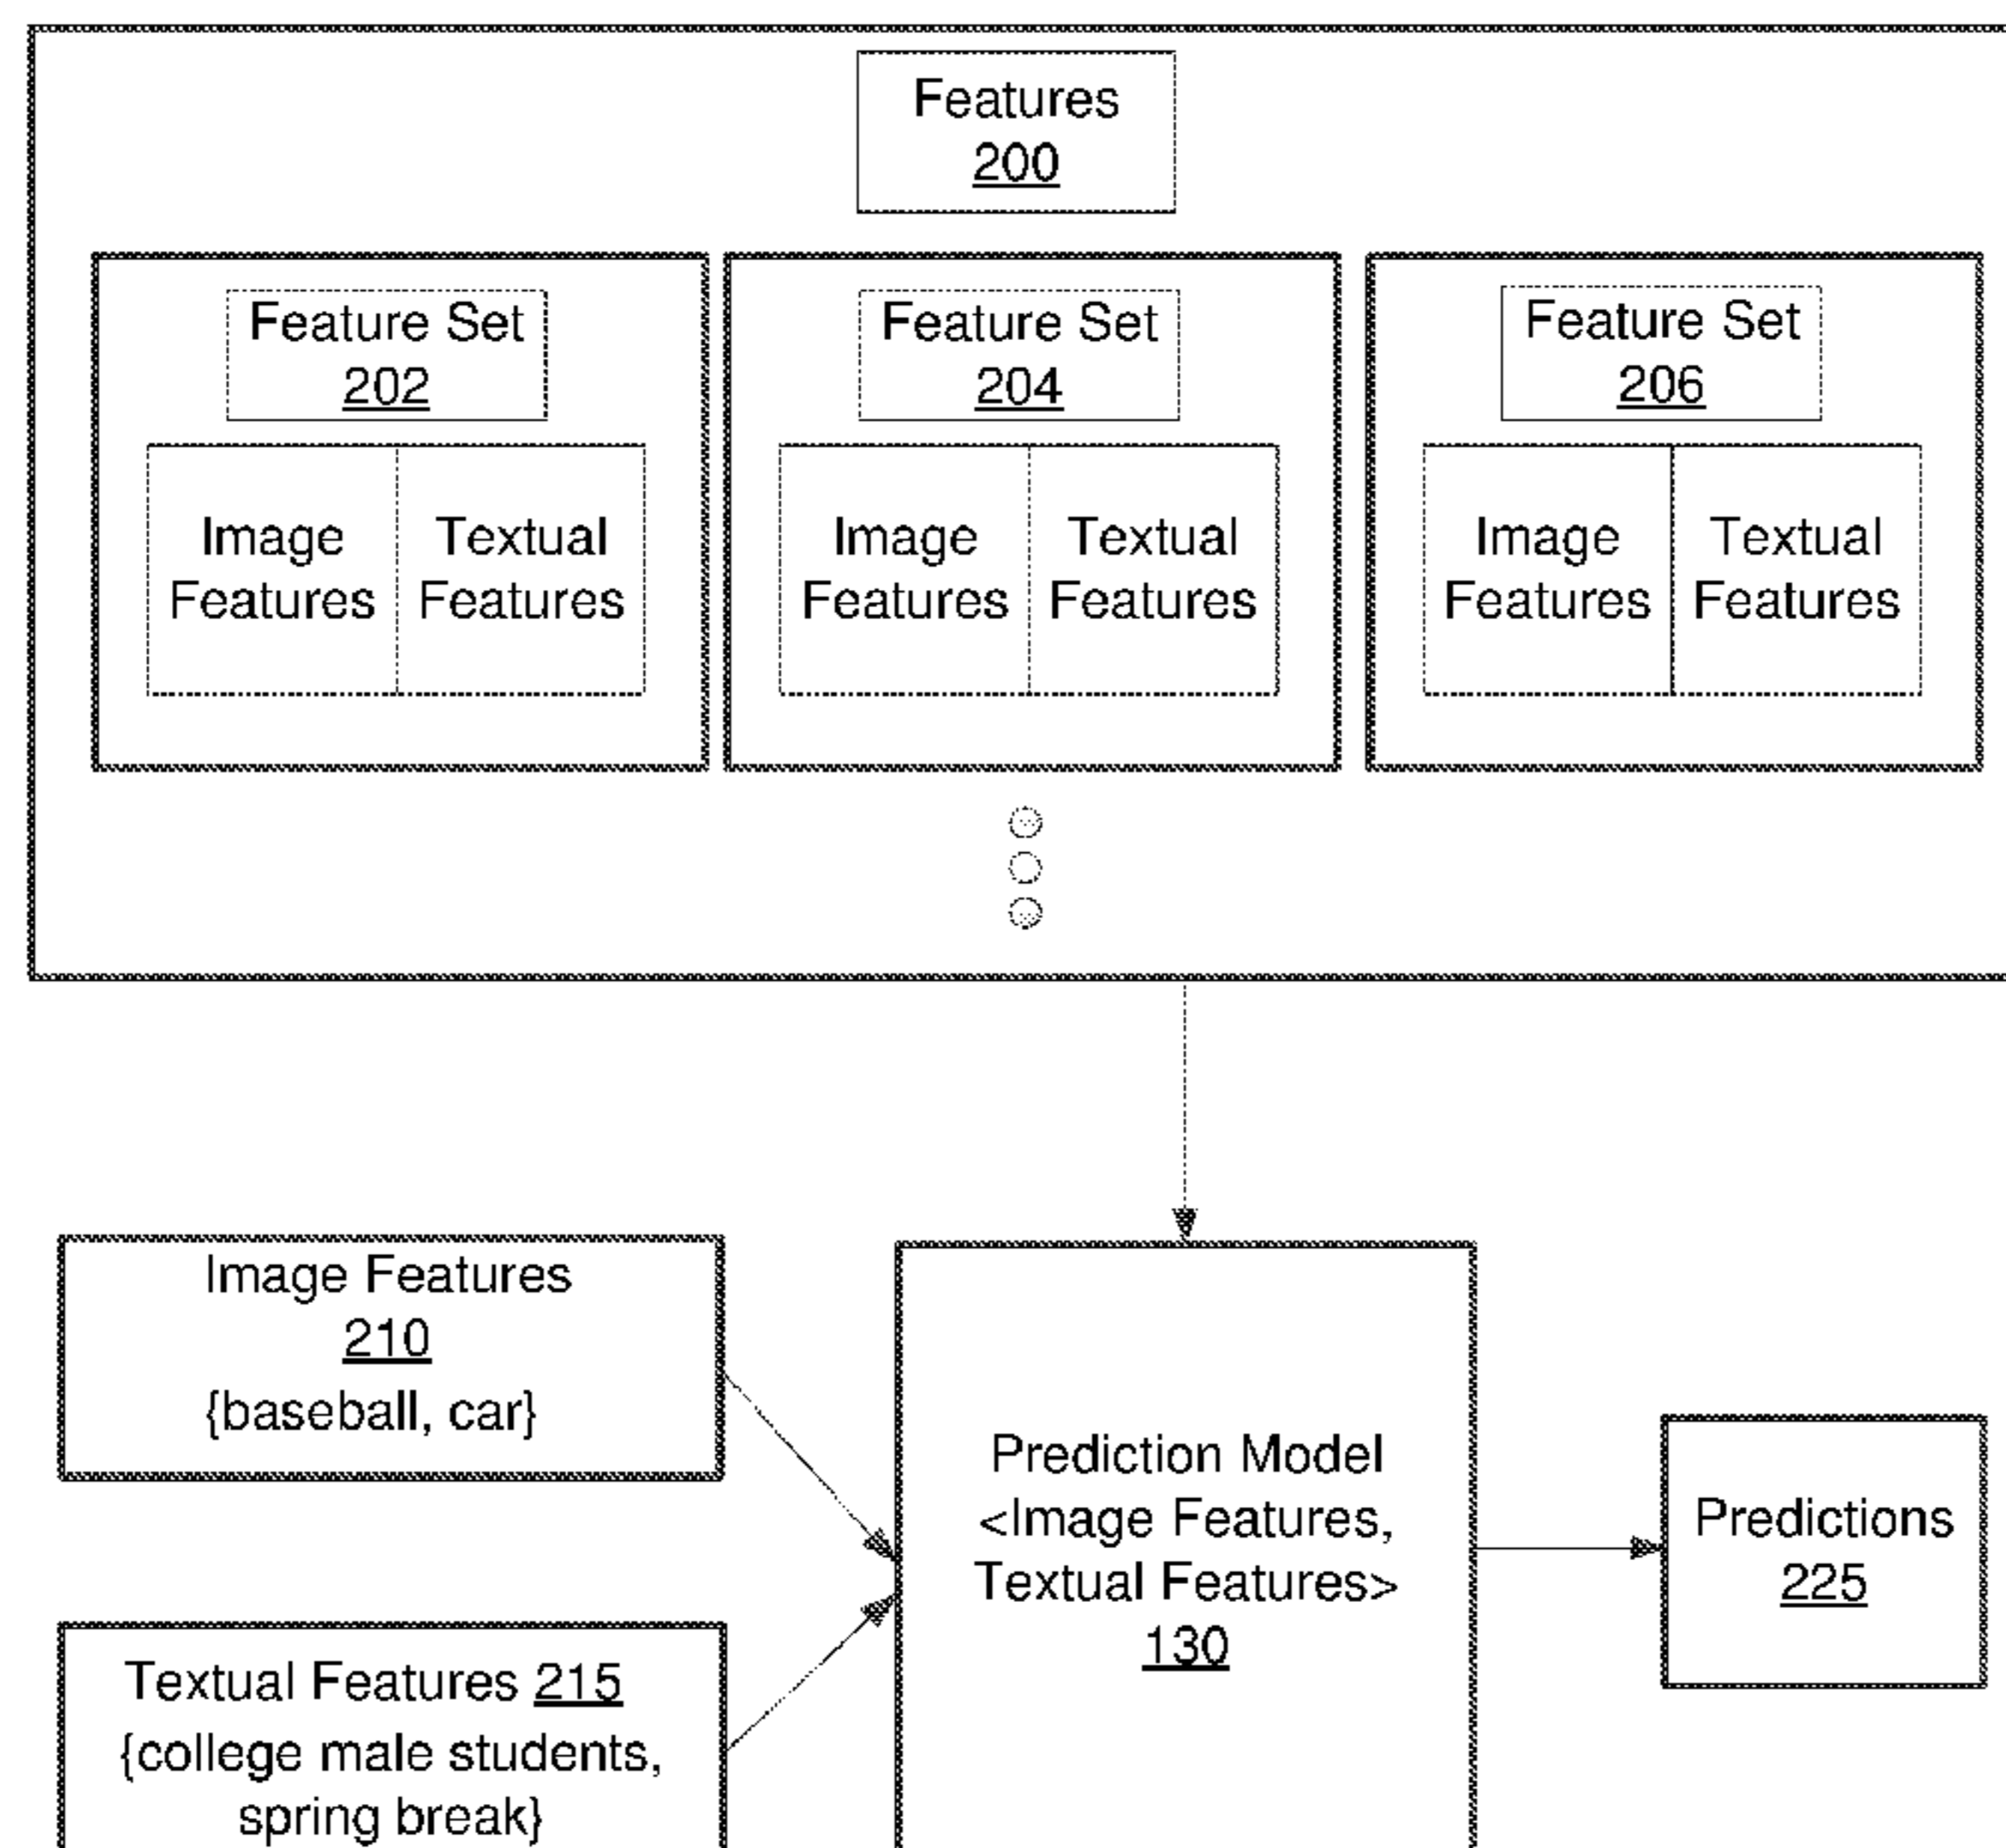 Features
200
Feature Set
202
Feature Set
204
Feature Set
206
Image
Features
Textual
Features
Image
Features
Textual
Features
Image
Features
Textual
Features
Image Features
210
{baseball, car}
Textual Features 215
{college male students,
spring break}
Prediction Model
<Image Features,
Textual Features>
130
Predictions
225